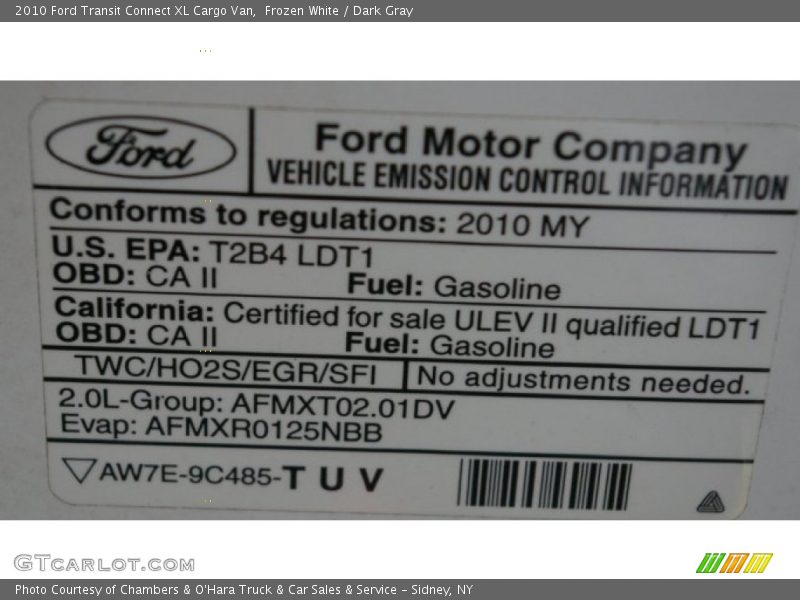 2010 Ford Transit Connect XL Cargo Van,  Frozen White / Dark Gray
Ford
Ford Motor Company
VEHICLE EMISSION CONTROL INFORMATION
Conforms to regulations: 2010 MY
U.S. EPA: T2B4 LDT1
OBD: CA II Fuel: Gasoline
California: Certified for sale ULEV II qualified LDT1
OBD: CA II Fuel: Gasoline
TWC/HO2S/EGR/SFI No adjustments needed.
2.0L-Group: AFMXT02.01DV
Evap: AFMXR0125NBB
AW7E-9C485-T U V
GTCARLOT.COM
Photo Courtesy of Chambers & O'Hara Truck & Car Sales & Service - Sidney, NY